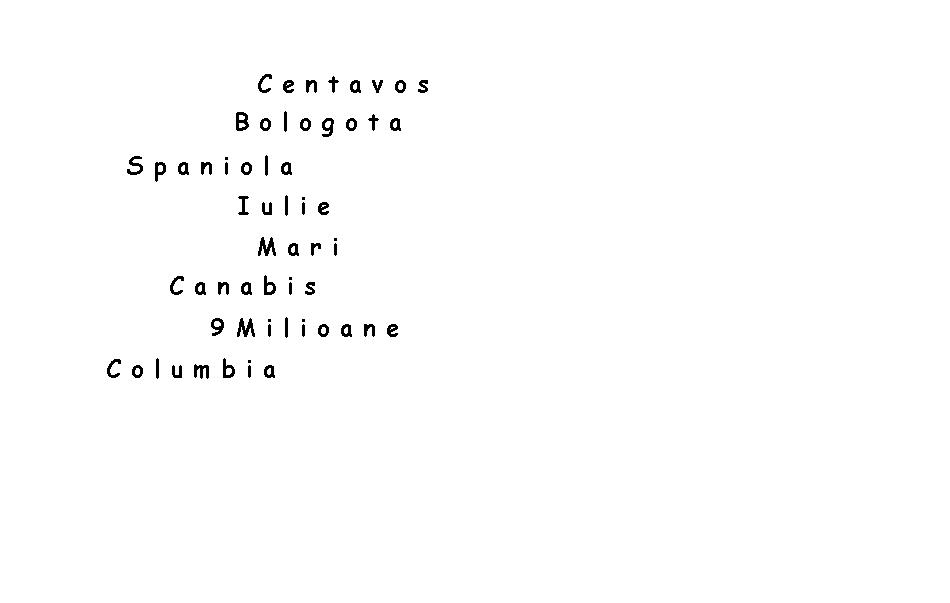 Centavos
Bologota
Spaniola
Iulie
Mari
Canabis
9 Milioane
Columbia